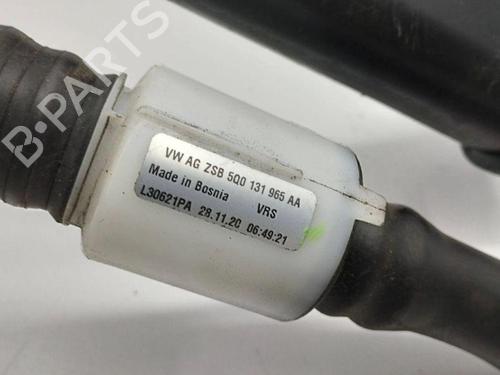 VW AG ZSB 5Q0 131 965 AA
Made in Bosnia VRS
L30621PA 28.11.20 06:49:21
B-PARTS
B-PARTS